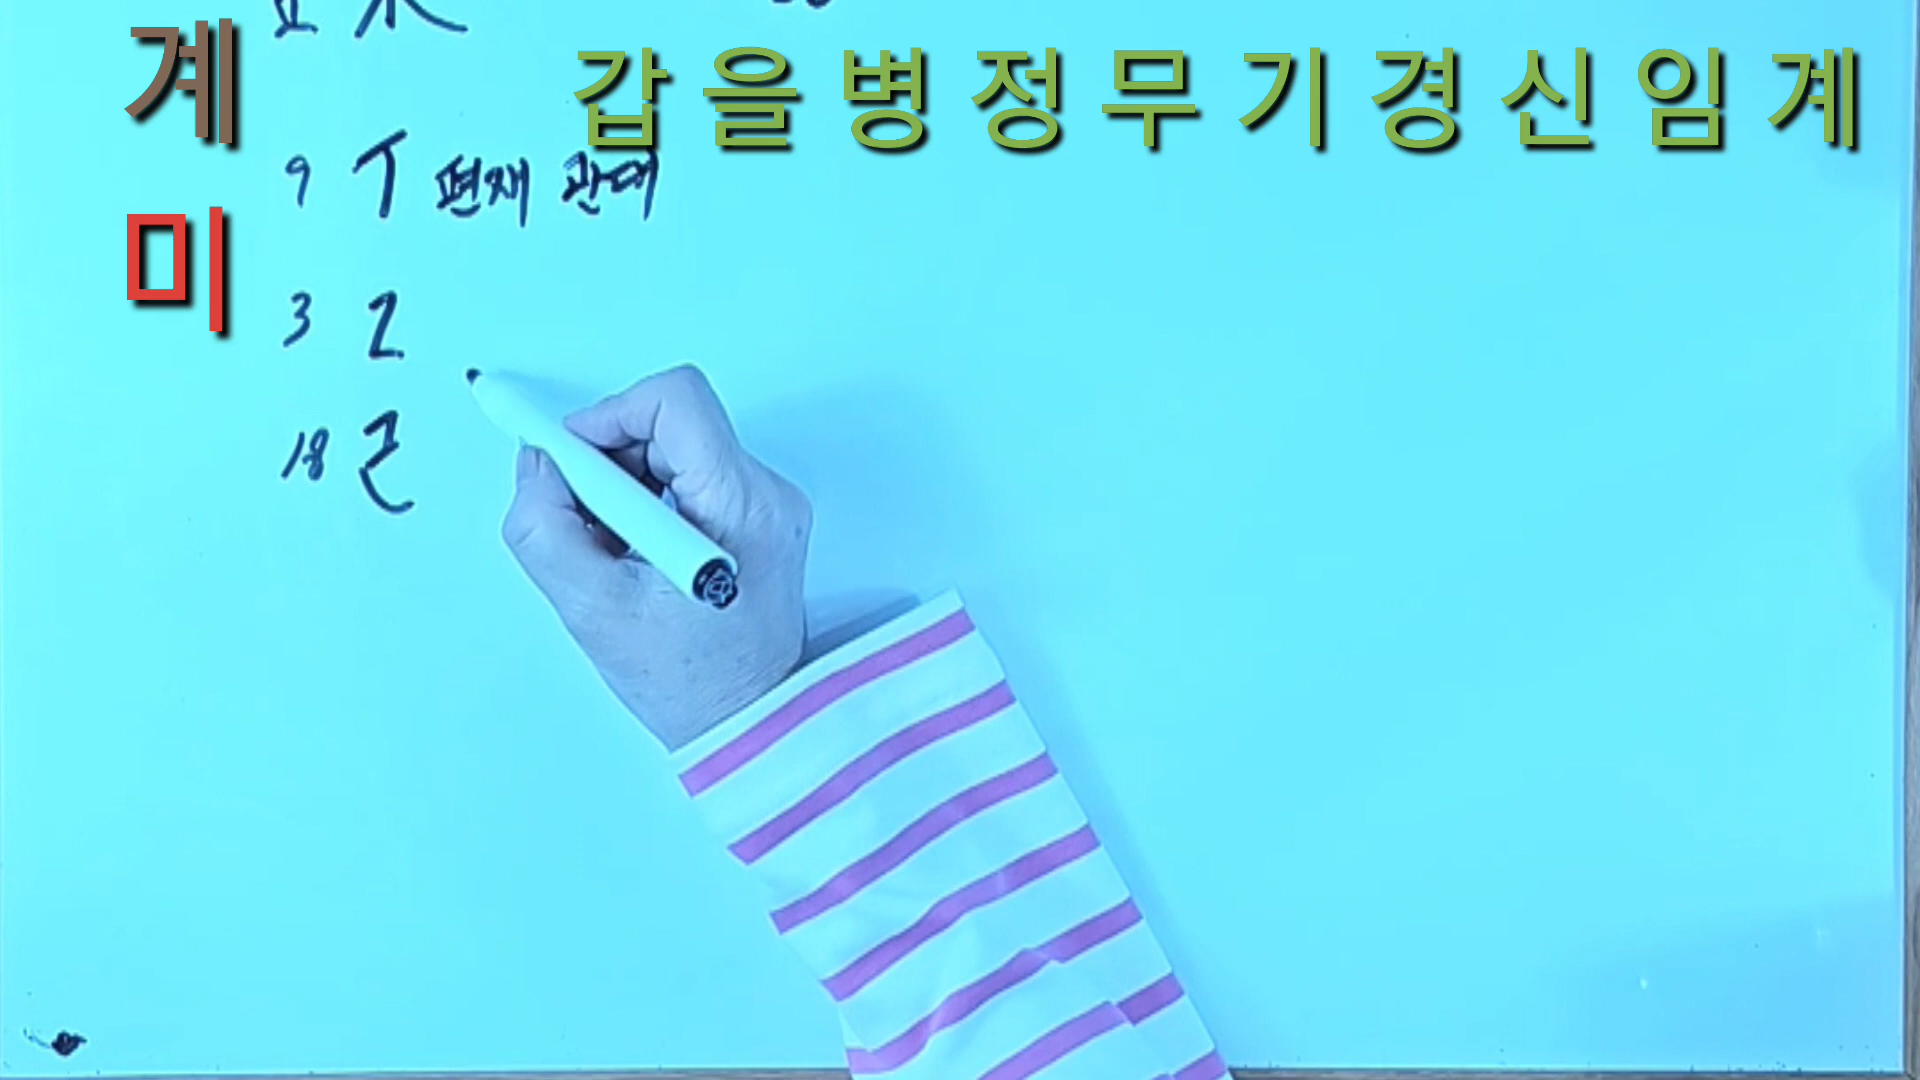 계 갑 을 병 정 무 기 경 신 임 계
9 丁 편재 관대
미
3 乙
18 己